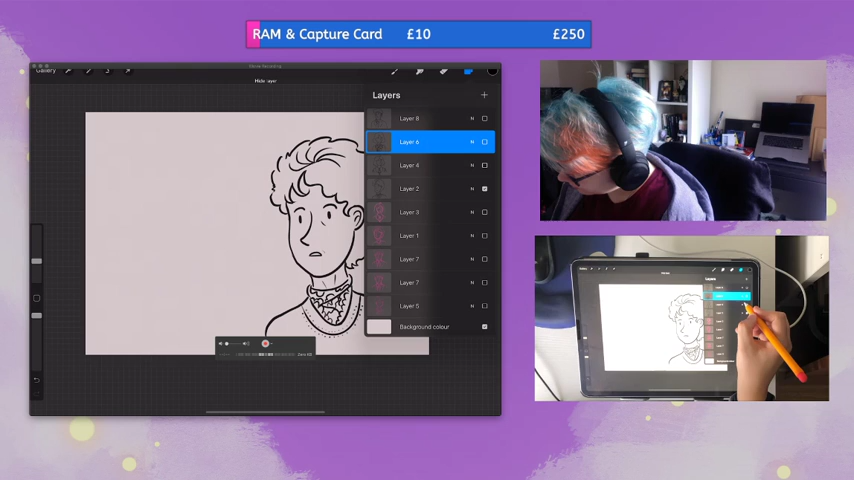 RAM & Capture Card £10 £250
Gallery
Hide layer
Layers
Layer 8 N
Layer 6 N
Layer 4 N
Layer 2 N
Layer 3 N
Layer 1 N
Layer 7 N
Layer 7 N
Layer 5 N
Background colour
Layers